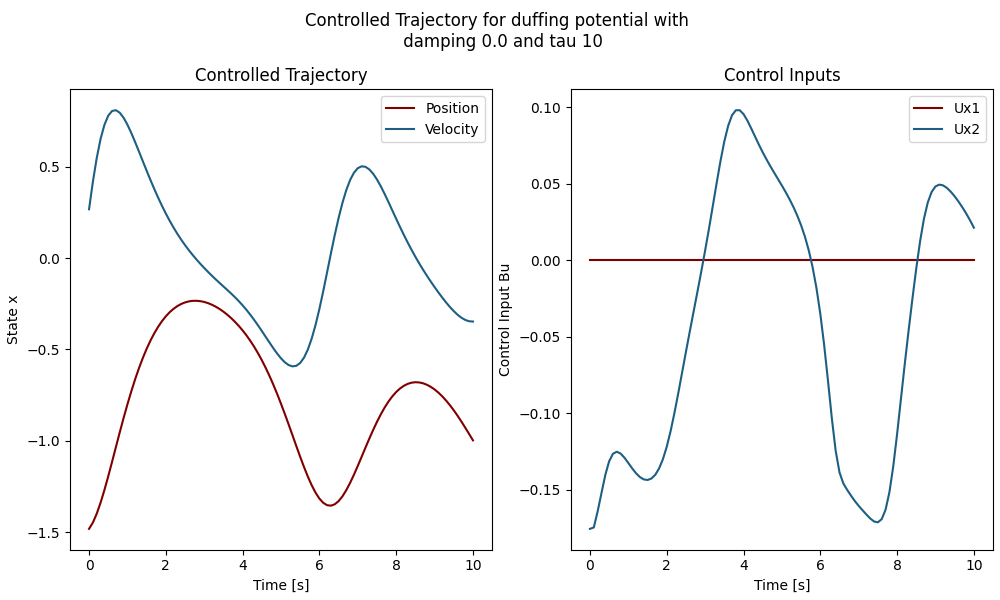 Controlled Trajectory for duffing potential with
damping 0.0 and tau 10
Controlled Trajectory
Position
Velocity
0.5
0.0
−0.5
−1.0
−1.5
State x
0 2 4 6 8 10
Time [s]
Control Inputs
Ux1
Ux2
0.10
0.05
0.00
−0.05
−0.10
−0.15
Control Input Bu
0 2 4 6 8 10
Time [s]